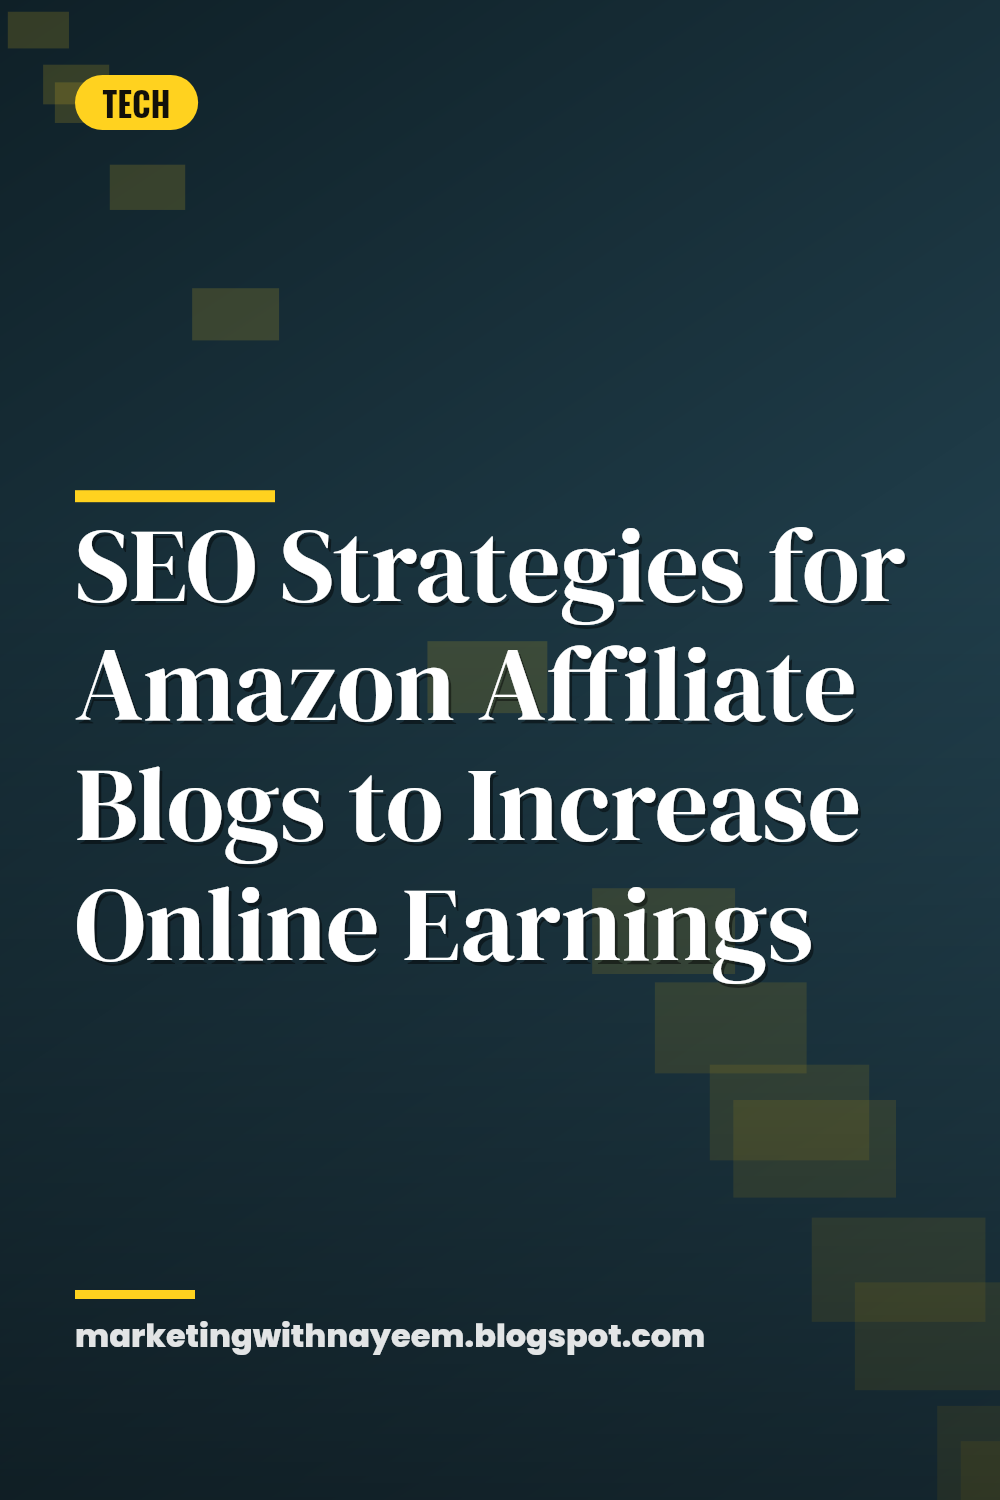 TECH
SEO Strategies for
Amazon Affiliate
Blogs to Increase
Online Earnings
marketingwithnayeem.blogspot.com